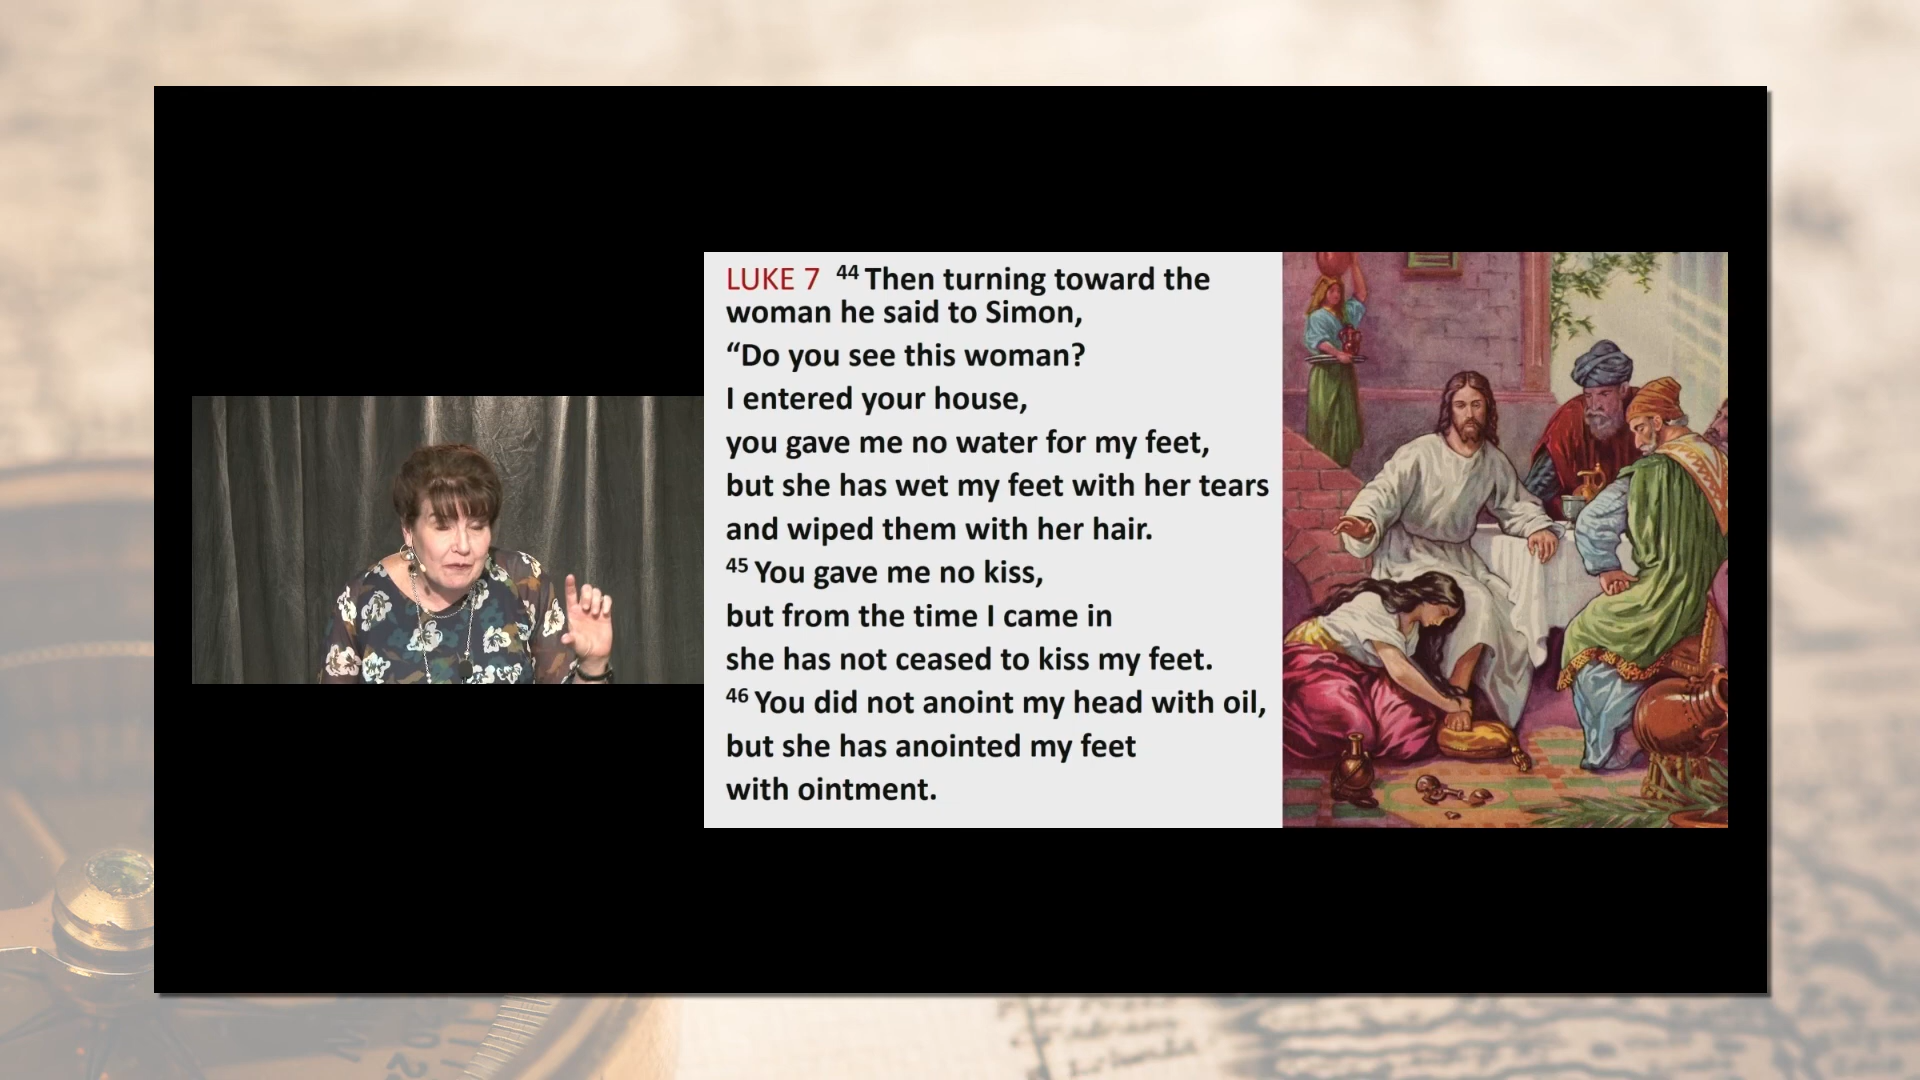 LUKE 7 44 Then turning toward the
woman he said to Simon,
“Do you see this woman?
I entered your house,
you gave me no water for my feet,
but she has wet my feet with her tears
and wiped them with her hair.
45 You gave me no kiss,
but from the time I came in
she has not ceased to kiss my feet.
46 You did not anoint my head with oil,
but she has anointed my feet
with ointment.